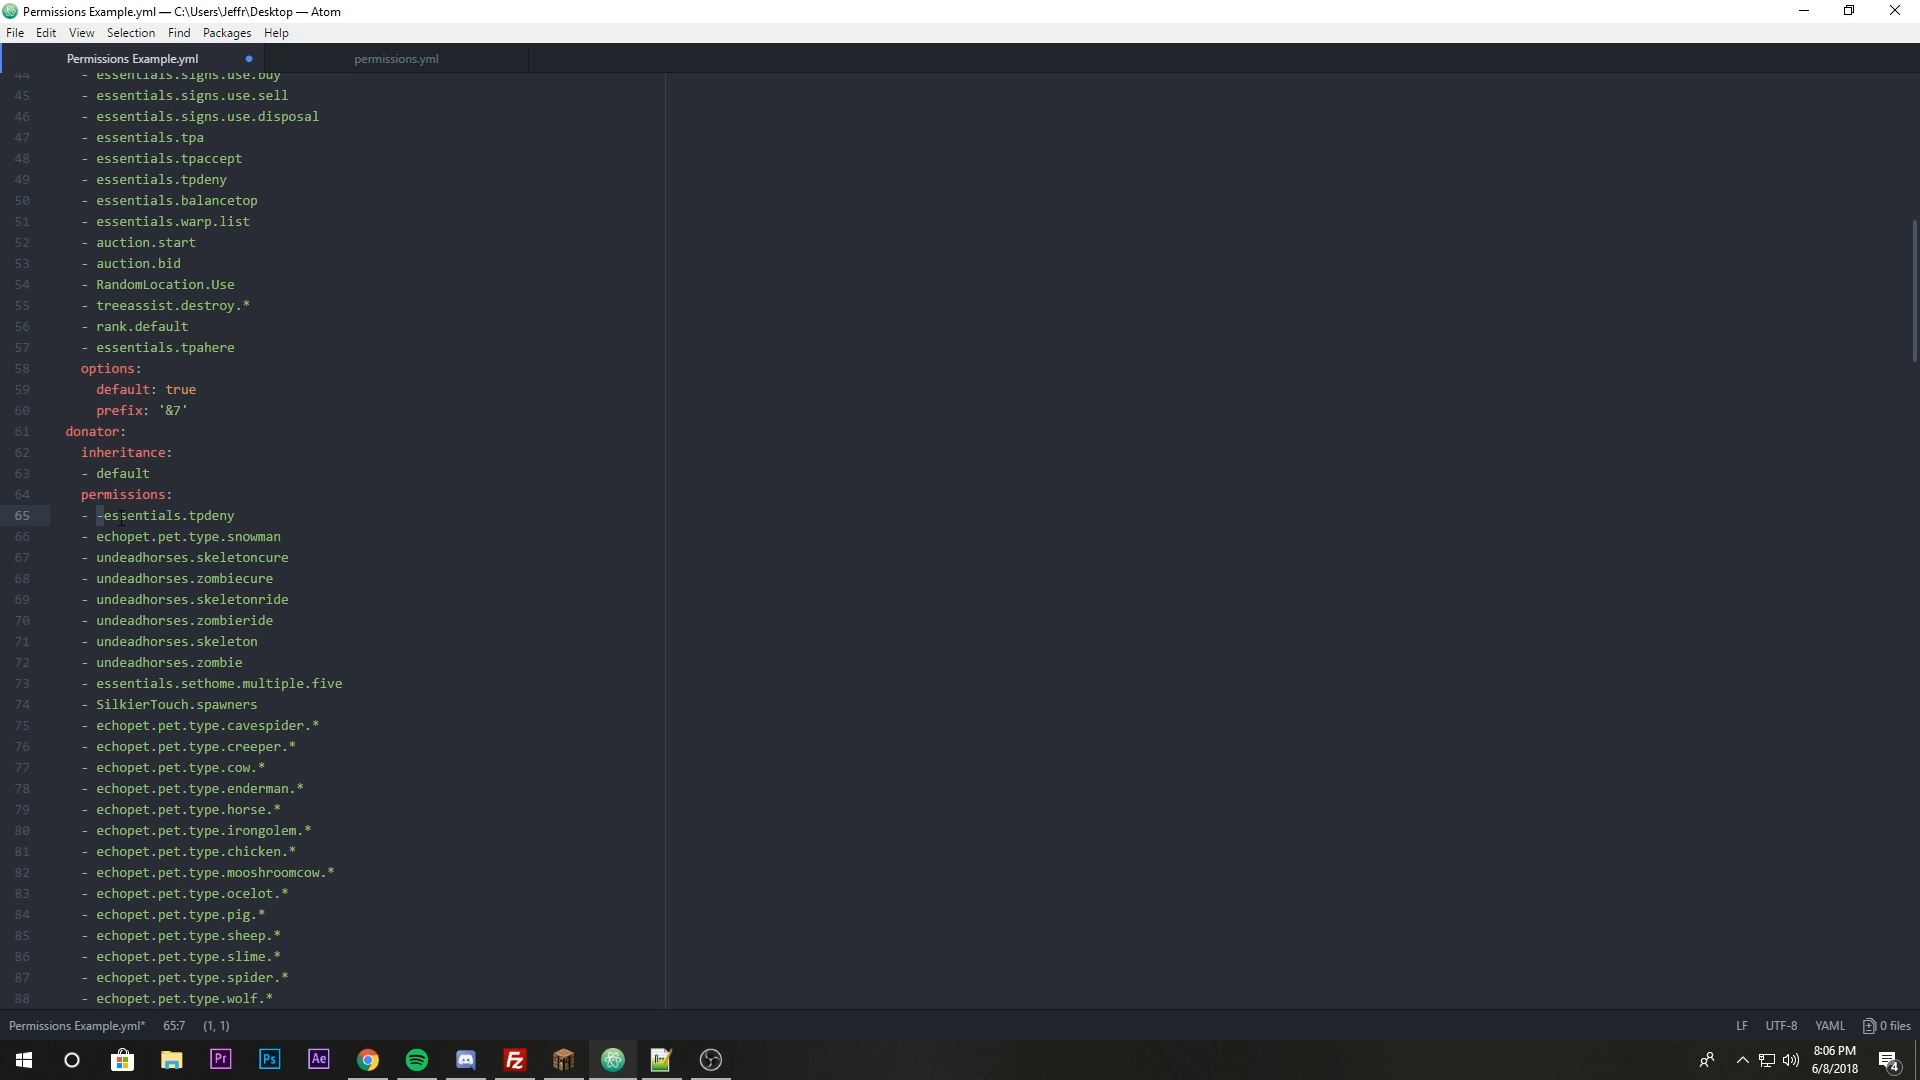 Permissions Example.yml — C:\Users\Jeffr\Desktop — Atom
File Edit View Selection Find Packages Help
Permissions Example.yml permissions.yml
44 - essentials.signs.use.buy
45 - essentials.signs.use.sell
46 - essentials.signs.use.disposal
47 - essentials.tpa
48 - essentials.tpaccept
49 - essentials.tpdeny
50 - essentials.balancetop
51 - essentials.warp.list
52 - auction.start
53 - auction.bid
54 - RandomLocation.Use
55 - treeassist.destroy.*
56 - rank.default
57 - essentials.tpahere
58 options:
59 default: true
60 prefix: '&7'
61 donator:
62 inheritance:
63 - default
64 permissions:
65 - -essentials.tpdeny
66 - echopet.pet.type.snowman
67 - undeadhorses.skeletoncure
68 - undeadhorses.zombiecure
69 - undeadhorses.skeletonride
70 - undeadhorses.zombieride
71 - undeadhorses.skeleton
72 - undeadhorses.zombie
73 - essentials.sethome.multiple.five
74 - SilkierTouch.spawners
75 - echopet.pet.type.cavespider.*
76 - echopet.pet.type.creeper.*
77 - echopet.pet.type.cow.*
78 - echopet.pet.type.enderman.*
79 - echopet.pet.type.horse.*
80 - echopet.pet.type.irongolem.*
81 - echopet.pet.type.chicken.*
82 - echopet.pet.type.mooshroomcow.*
83 - echopet.pet.type.ocelot.*
84 - echopet.pet.type.pig.*
85 - echopet.pet.type.sheep.*
86 - echopet.pet.type.slime.*
87 - echopet.pet.type.spider.*
88 - echopet.pet.type.wolf.*
Permissions Example.yml* 65:7 (1, 1) LF UTF-8 YAML 0 files
Pr Ps Ae Fz
8:06 PM
6/8/2018
4